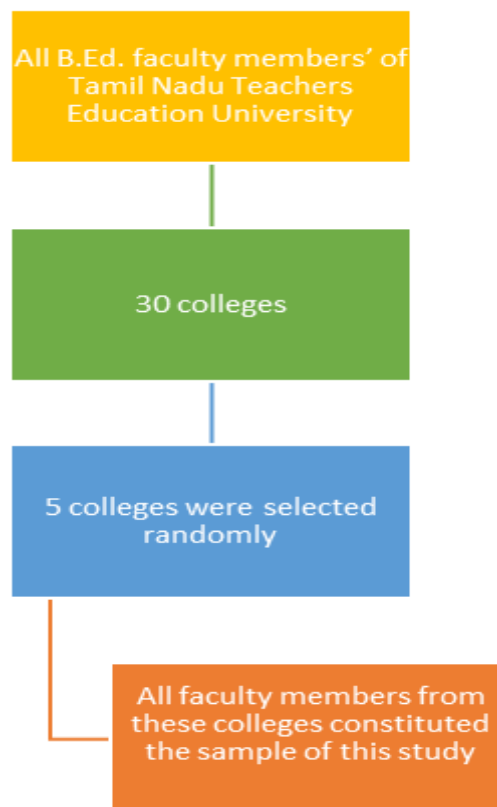 All B.Ed. faculty members’ of
Tamil Nadu Teachers
Education University
30 colleges
5 colleges were selected
randomly
All faculty members from
these colleges constituted
the sample of this study